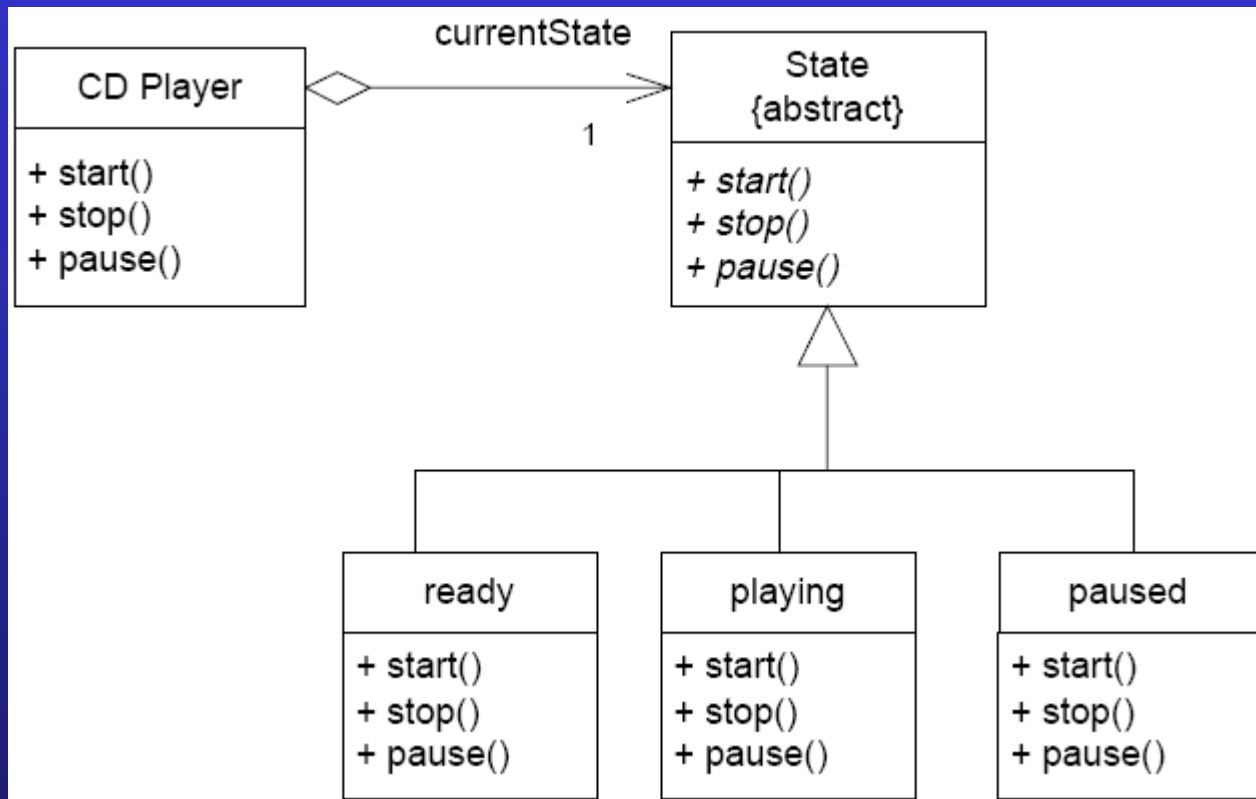 currentState
1
CD Player
+ start()
+ stop()
+ pause()
State
{abstract}
+ start()
+ stop()
+ pause()
ready
+ start()
+ stop()
+ pause()
playing
+ start()
+ stop()
+ pause()
paused
+ start()
+ stop()
+ pause()